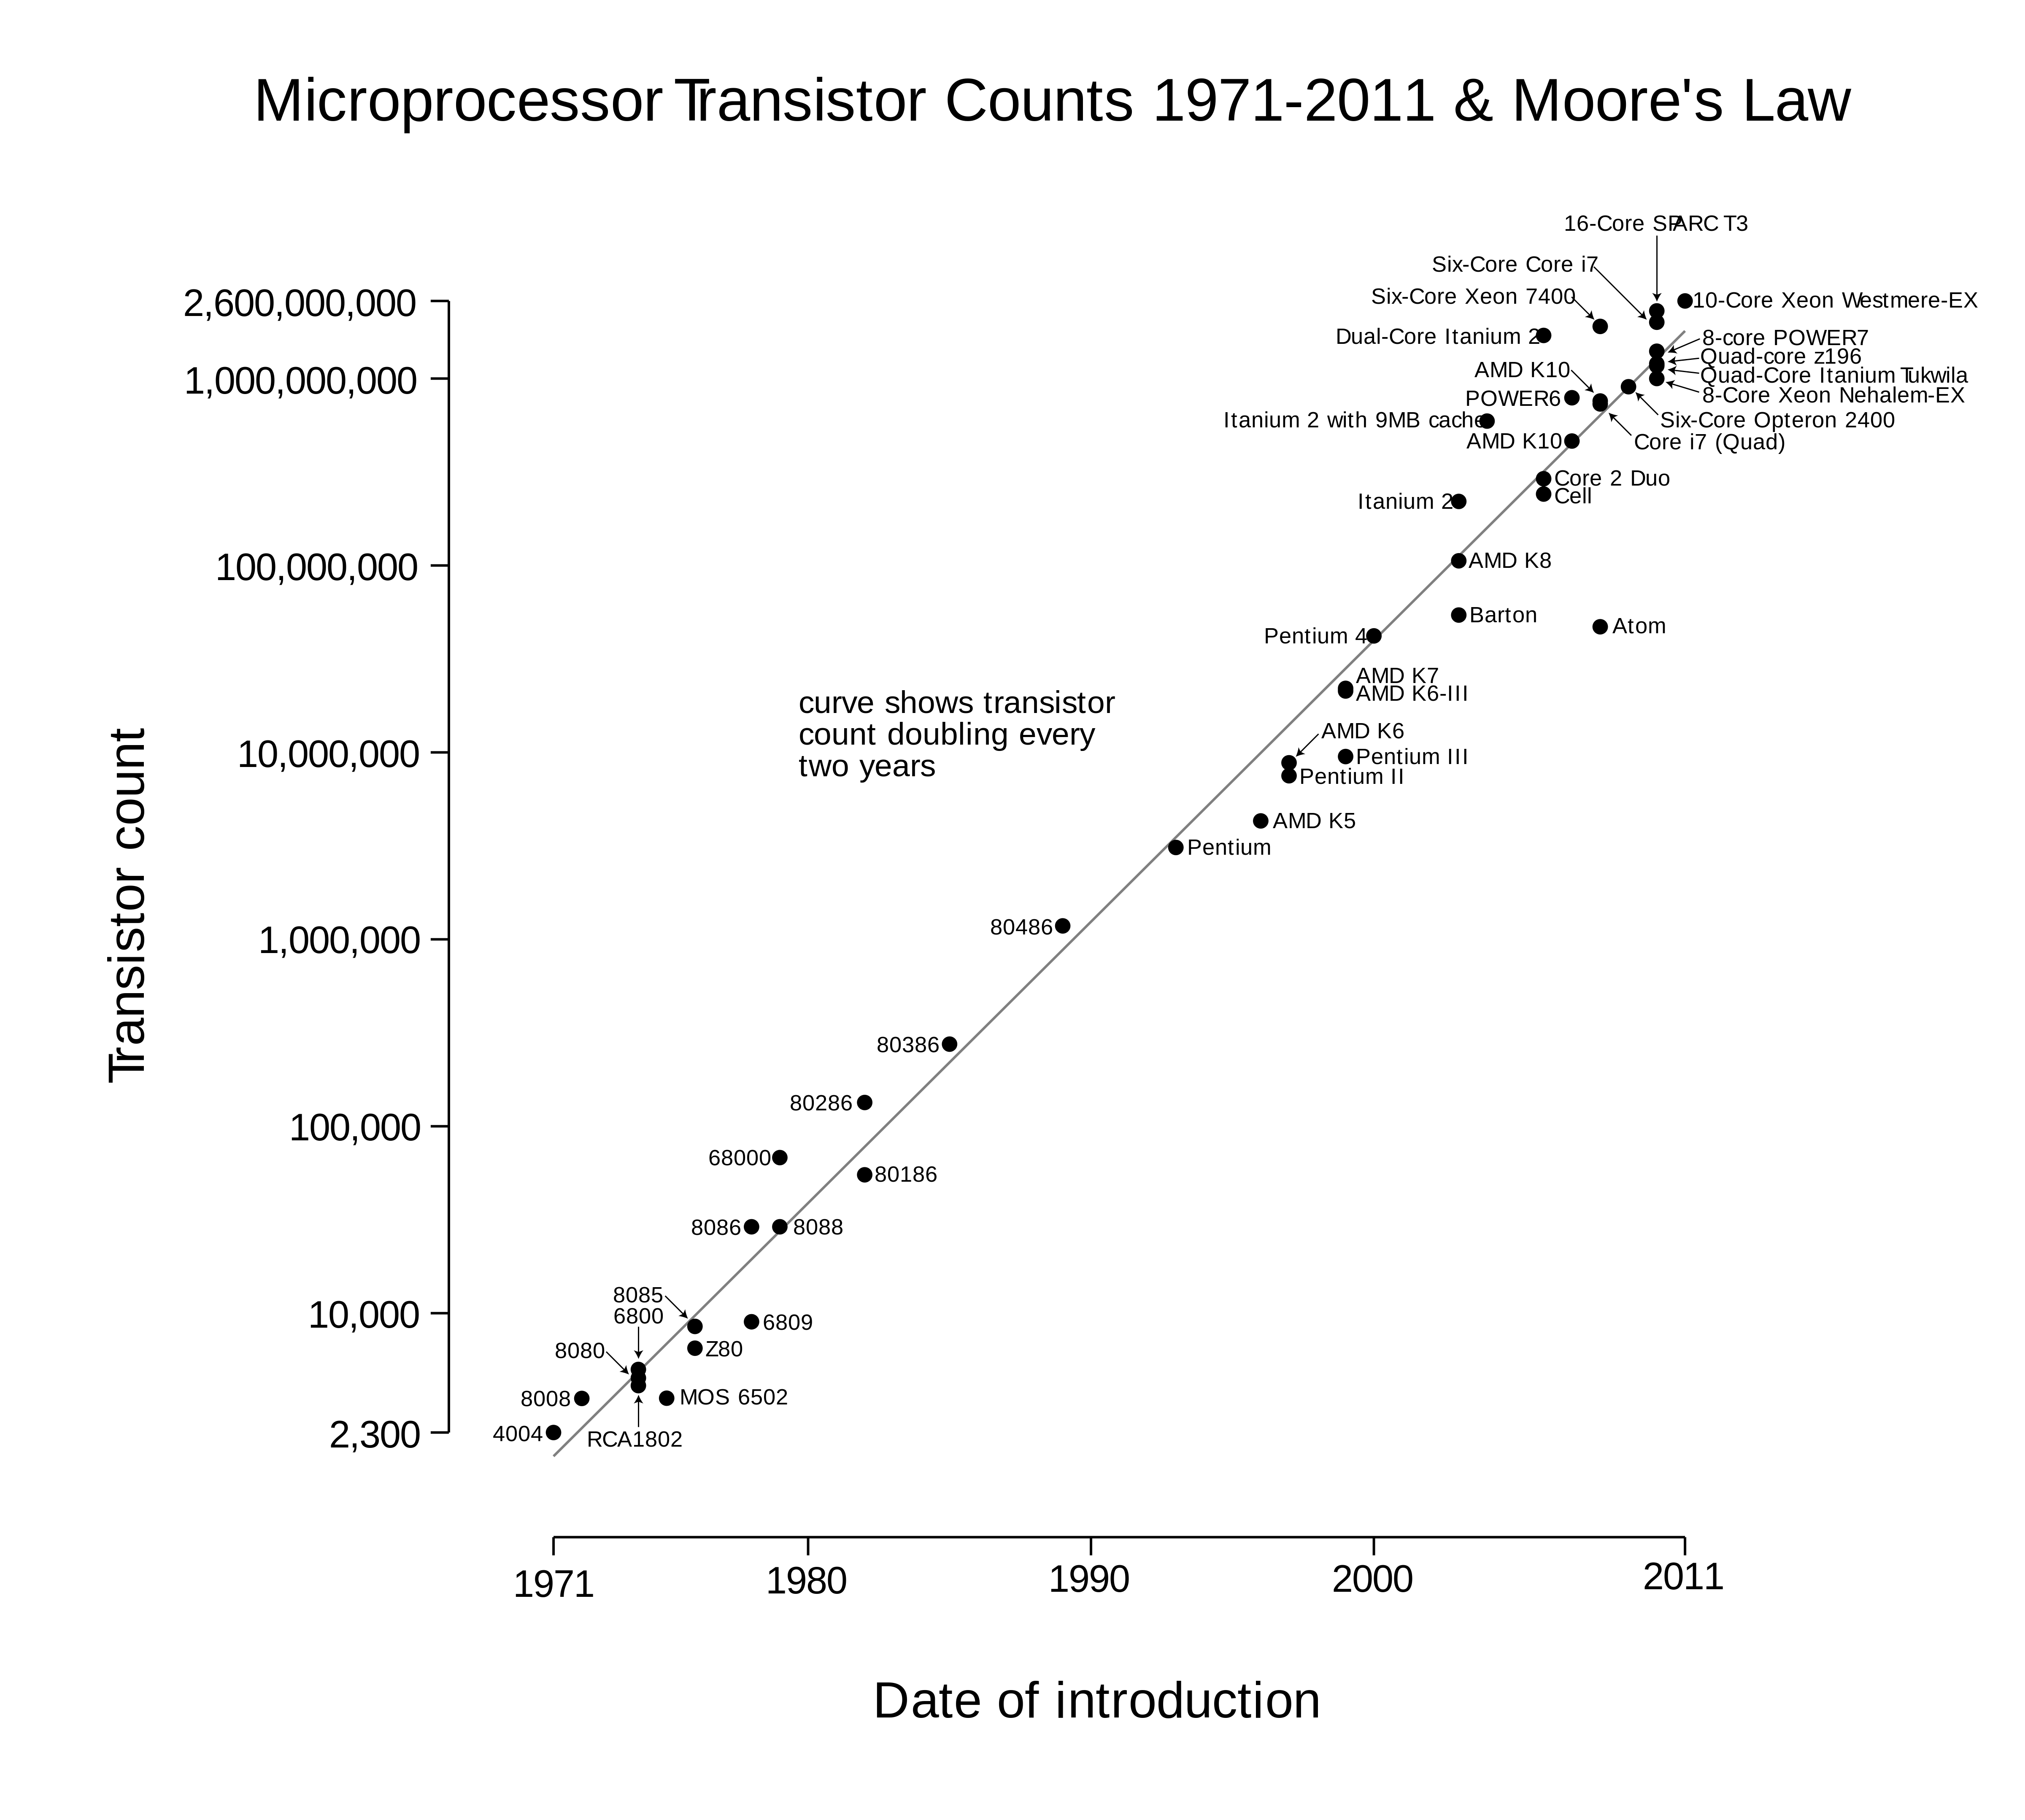 Microprocessor Transistor Counts 1971-2011 & Moore's Law
16-Core SPARC T3
Six-Core Core i7
Six-Core Xeon 7400
10-Core Xeon Westmere-EX
Dual-Core Itanium 2
8-core POWER7
Quad-core z196
Quad-Core Itanium Tukwila
8-Core Xeon Nehalem-EX
AMD K10
POWER6
Itanium 2 with 9MB cache
Six-Core Opteron 2400
Core i7 (Quad)
AMD K10
Core 2 Duo
Cell
Itanium 2
AMD K8
Barton
Atom
Pentium 4
AMD K7
AMD K6-III
curve shows transistor
count doubling every
two years
AMD K6
Pentium III
Pentium II
AMD K5
Pentium
80486
80386
80286
68000
80186
8086
8088
8085
6800
6809
8080
Z80
8008
MOS 6502
4004
RCA1802
2,600,000,000
1,000,000,000
100,000,000
10,000,000
1,000,000
100,000
10,000
2,300
Transistor count
1971
1980
1990
2000
2011
Date of introduction